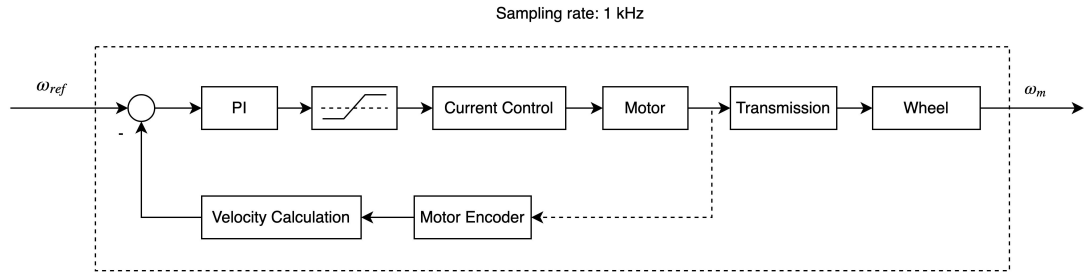 Sampling rate: 1 kHz
ω_ref
ω_m
PI
Current Control
Motor
Transmission
Wheel
-
Velocity Calculation
Motor Encoder